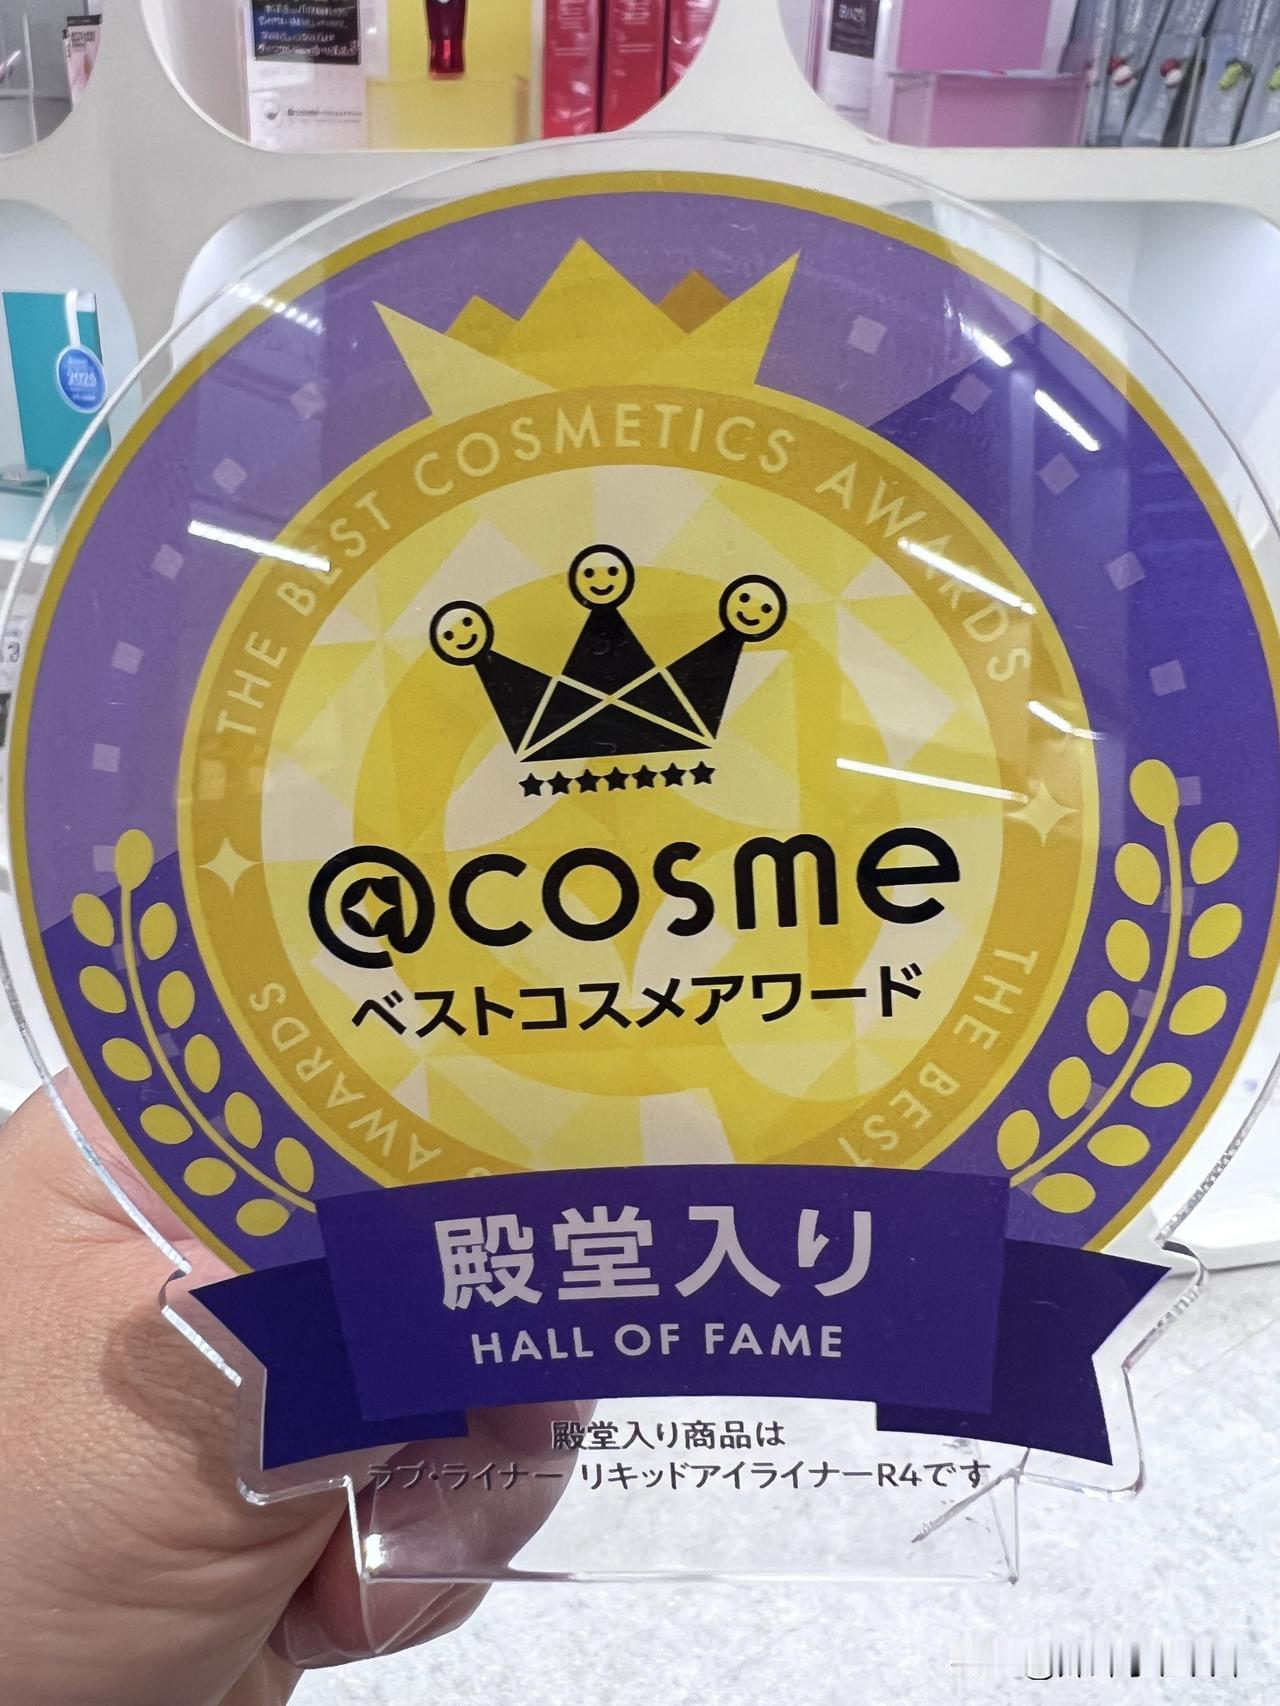 THE BEST COSMETICS AWARDS
@cosme
ベストコスメアワード
THE BEST
AWARDS
殿堂入り
HALL OF FAME
殿堂入り商品は
ラブ・ライナー リキッドアイライナーR4です